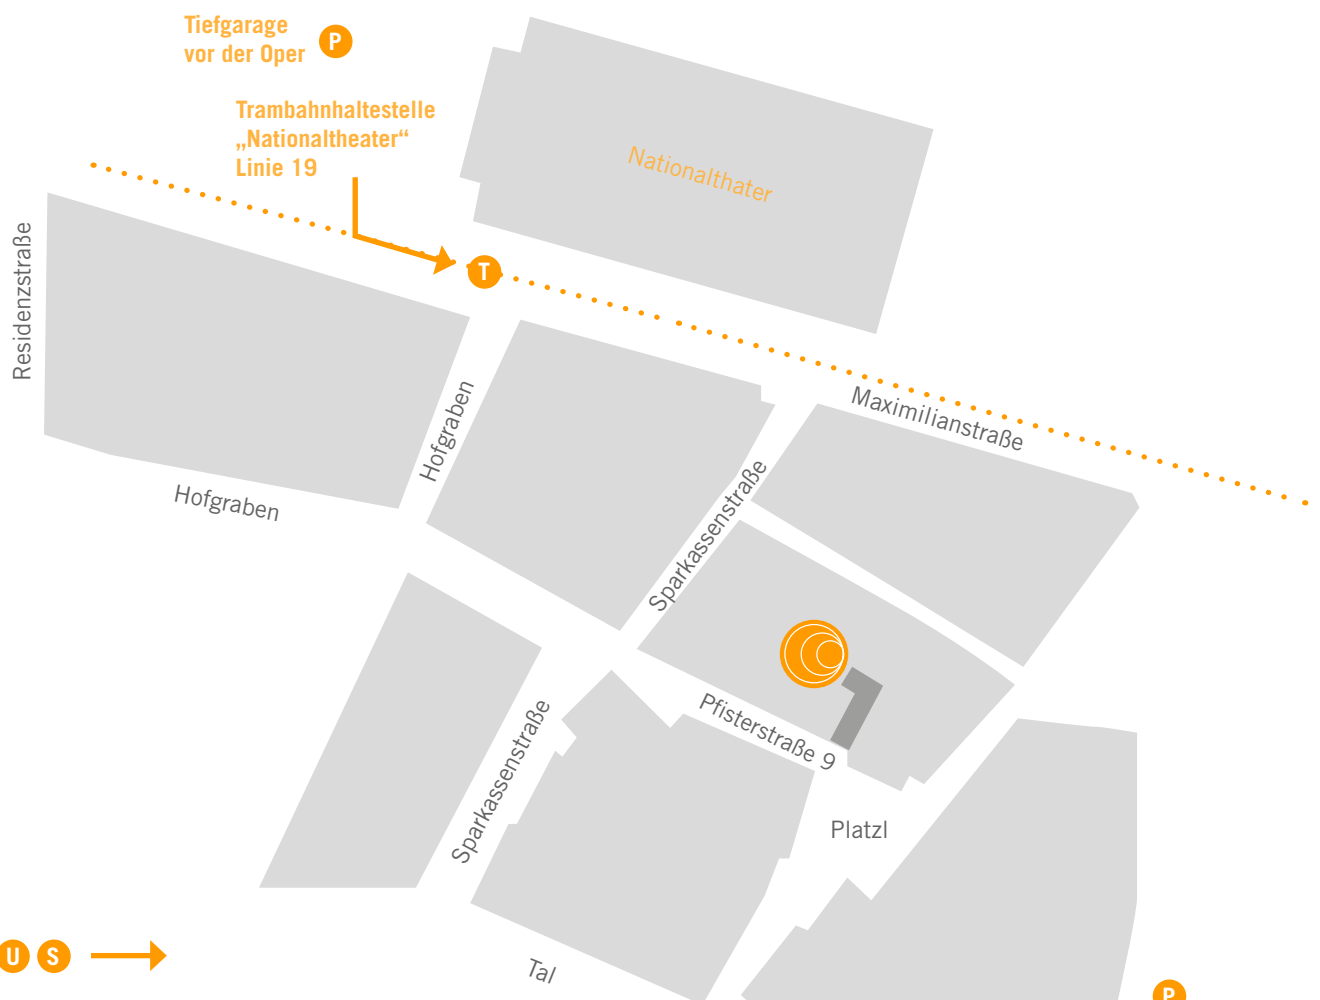 Tiefgarage
vor der Oper
P
Trambahnhaltestelle
„Nationaltheater“
Linie 19
Nationalthater
Residenzstraße
T
Hofgraben
Maximilianstraße
Hofgraben
Sparkassenstraße
Pfisterstraße 9
Sparkassenstraße
Platzl
U S
Tal
P